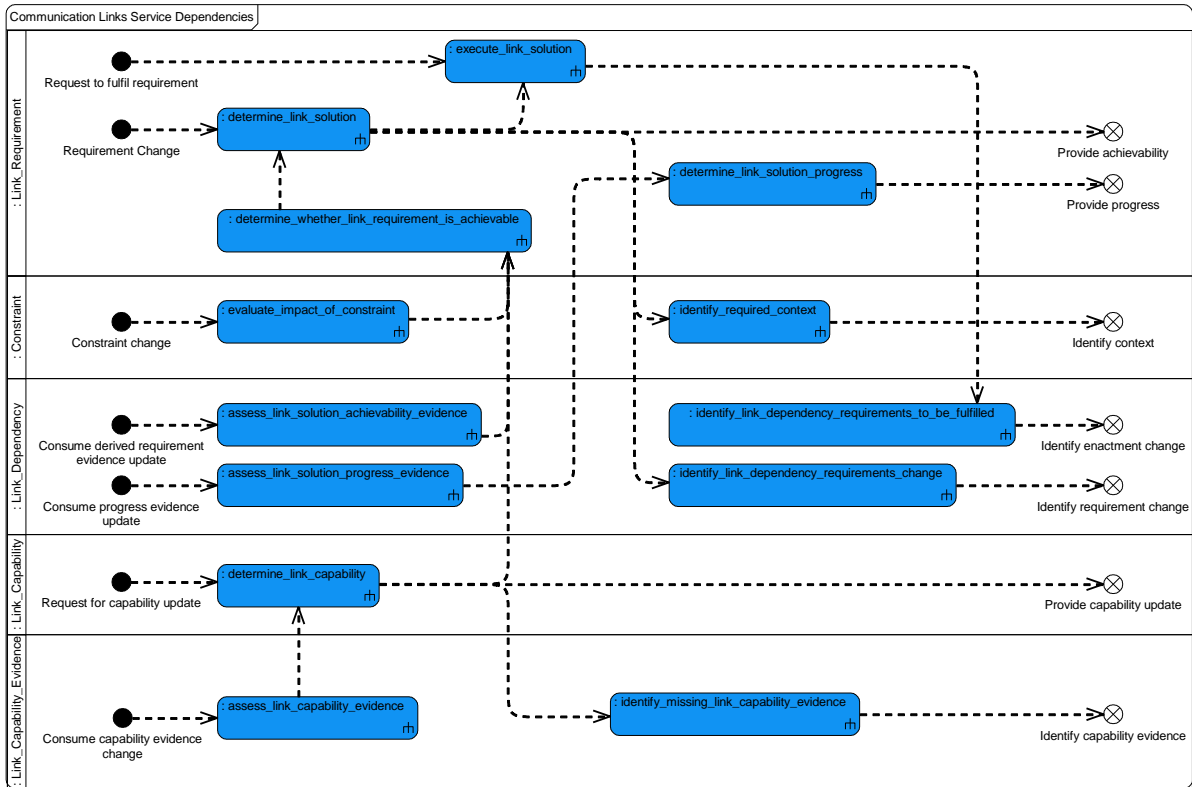 Communication Links Service Dependencies
: Link_Requirement
: execute_link_solution
Request to fulfil requirement
: determine_link_solution
Requirement Change
Provide achievability
: determine_link_solution_progress
Provide progress
: determine_whether_link_requirement_is_achievable
: Constraint
: evaluate_impact_of_constraint
: identify_required_context
Constraint change
Identify context
: Link_Dependency
: assess_link_solution_achievability_evidence
: identify_link_dependency_requirements_to_be_fulfilled
Consume derived requirement
evidence update
Identify enactment change
: assess_link_solution_progress_evidence
: identify_link_dependency_requirements_change
Consume progress evidence
update
Identify requirement change
: Link_Capability
: determine_link_capability
Request for capability update
Provide capability update
: Link_Capability_Evidence
: assess_link_capability_evidence
: identify_missing_link_capability_evidence
Consume capability evidence
change
Identify capability evidence